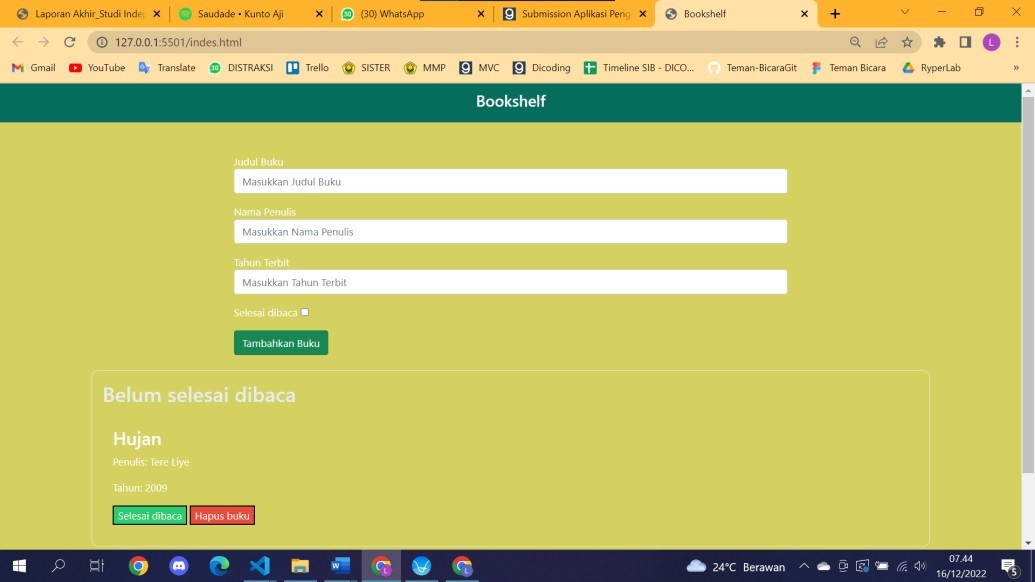 Laporan Akhir_Studi Indep
Saudade • Kunto Aji
(30) WhatsApp
Submission Aplikasi Peng
Bookshelf
127.0.0.1:5501/indes.html
L
Gmail
YouTube
Translate
30 DISTRAKSI
Trello
SISTER
MMP
MVC
Dicoding
Timeline SIB - DICO...
Teman-BicaraGit
Teman Bicara
RyperLab
»
Bookshelf
Judul Buku
Masukkan Judul Buku
Nama Penulis
Masukkan Nama Penulis
Tahun Terbit
Masukkan Tahun Terbit
Selesai dibaca
Tambahkan Buku
Belum selesai dibaca
Hujan
Penulis: Tere Liye
Tahun: 2009
Selesai dibaca
Hapus buku
24°C Berawan
07.44
16/12/2022
5